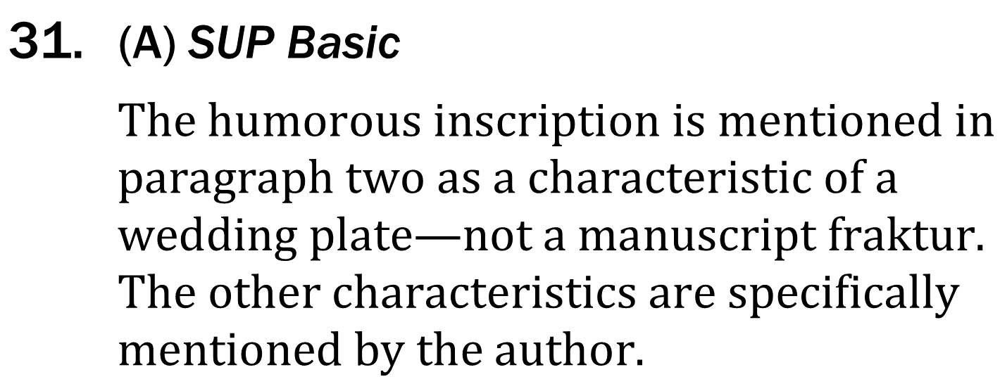 31. (A) SUP Basic
The humorous inscription is mentioned in
paragraph two as a characteristic of a
wedding plate—not a manuscript fraktur.
The other characteristics are specifically
mentioned by the author.